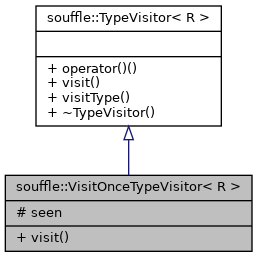 souffle::TypeVisitor< R >
+ operator()()
+ visit()
+ visitType()
+ ~TypeVisitor()
souffle::VisitOnceTypeVisitor< R >
# seen
+ visit()